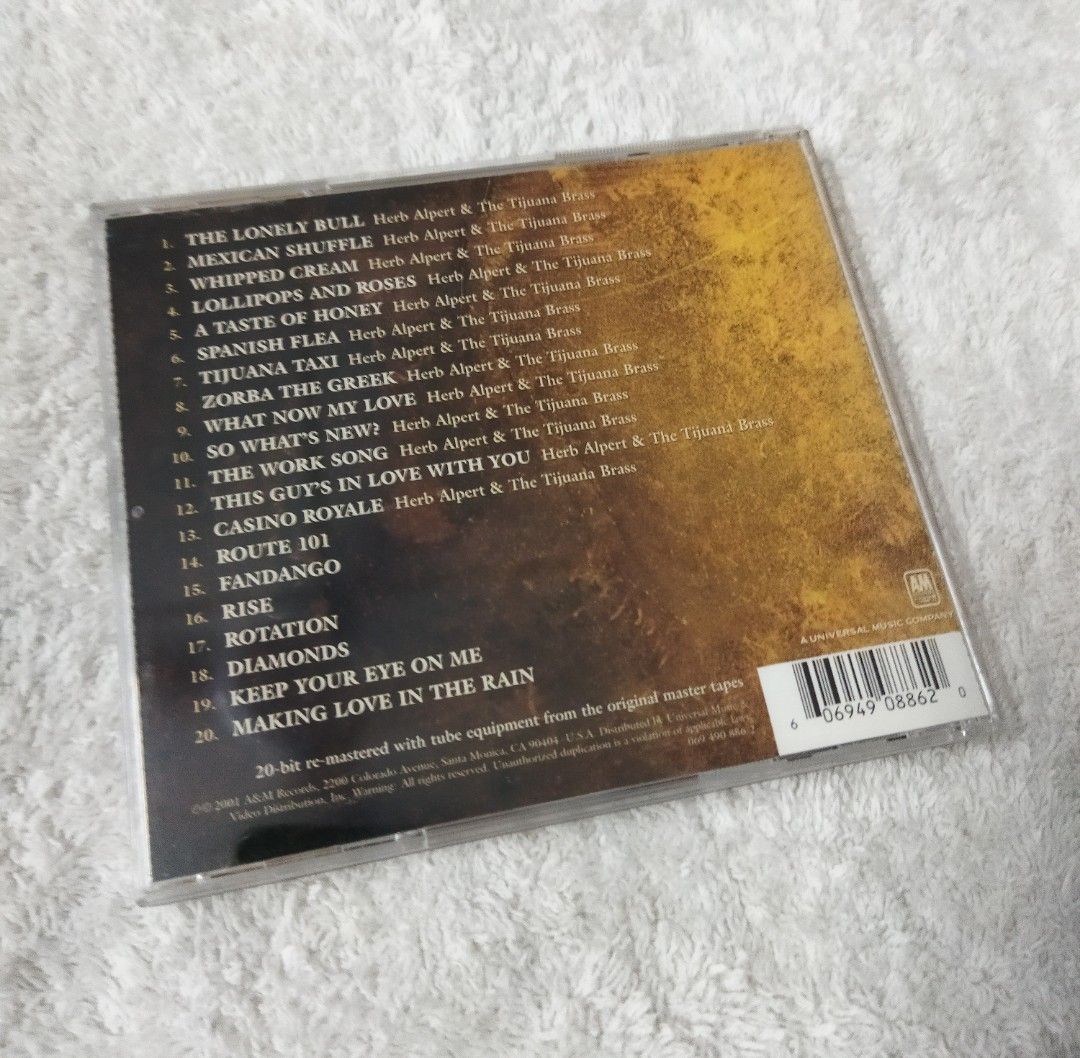 1. THE LONELY BULL Herb Alpert & The Tijuana Brass
2. MEXICAN SHUFFLE Herb Alpert & The Tijuana Brass
3. WHIPPED CREAM Herb Alpert & The Tijuana Brass
4. LOLLIPOPS AND ROSES Herb Alpert & The Tijuana Brass
5. A TASTE OF HONEY Herb Alpert & The Tijuana Brass
6. SPANISH FLEA Herb Alpert & The Tijuana Brass
7. TIJUANA TAXI Herb Alpert & The Tijuana Brass
8. ZORBA THE GREEK Herb Alpert & The Tijuana Brass
9. WHAT NOW MY LOVE Herb Alpert & The Tijuana Brass
10. SO WHAT'S NEW? Herb Alpert & The Tijuana Brass
11. THE WORK SONG Herb Alpert & The Tijuana Brass
12. THIS GUY'S IN LOVE WITH YOU Herb Alpert & The Tijuana Brass
13. CASINO ROYALE Herb Alpert & The Tijuana Brass
14. ROUTE 101
15. FANDANGO
16. RISE
17. ROTATION
18. DIAMONDS
19. KEEP YOUR EYE ON ME
20. MAKING LOVE IN THE RAIN
AM
A UNIVERSAL MUSIC COMPANY
20-bit re-mastered with tube equipment from the original master tapes
℗© 2001 A&M Records, 2200 Colorado Avenue, Santa Monica, CA 90404 U.S.A. Distributed by Universal Music &
Video Distribution, Inc. Warning: All rights reserved. Unauthorized duplication is a violation of applicable laws.
069 490 886 2
6 06949 08862 0